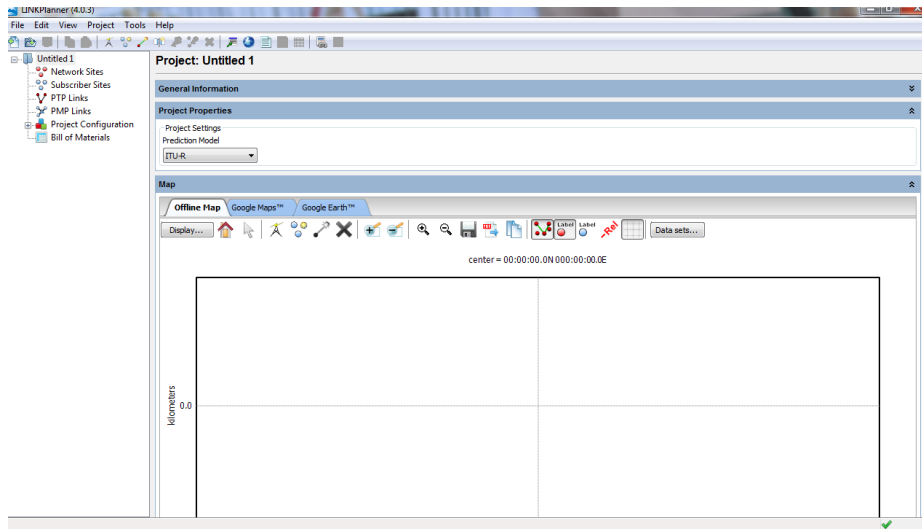 LINKPlanner (4.0.3)
File Edit View Project Tools Help
Untitled 1
Network Sites
Subscriber Sites
PTP Links
PMP Links
Project Configuration
Bill of Materials
Project: Untitled 1
General Information
Project Properties
Project Settings
Prediction Model
ITU-R
Map
Offline Map Google Maps™ Google Earth™
Display... Label Label -Rel Data sets...
center = 00:00:00.0N 000:00:00.0E
kilometers
0.0